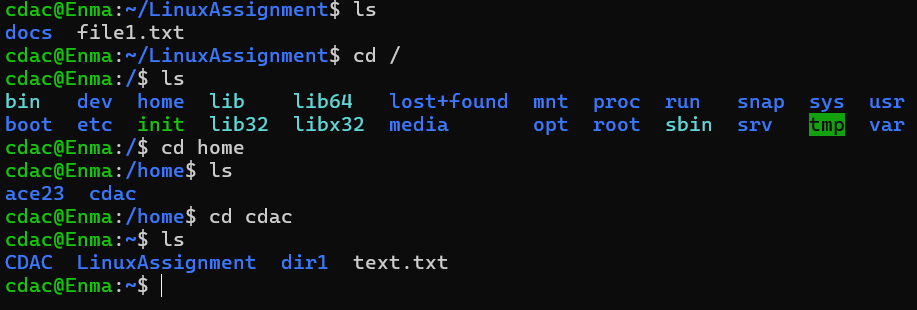 cdac@Enma:~/LinuxAssignment$ ls
docs  file1.txt
cdac@Enma:~/LinuxAssignment$ cd /
cdac@Enma:/$ ls
bin   dev  home  lib    lib64   lost+found  mnt  proc  run   snap  sys  usr
boot  etc  init  lib32  libx32  media       opt  root  sbin  srv   tmp  var
cdac@Enma:/$ cd home
cdac@Enma:/home$ ls
ace23  cdac
cdac@Enma:/home$ cd cdac
cdac@Enma:~$ ls
CDAC  LinuxAssignment  dir1  text.txt
cdac@Enma:~$